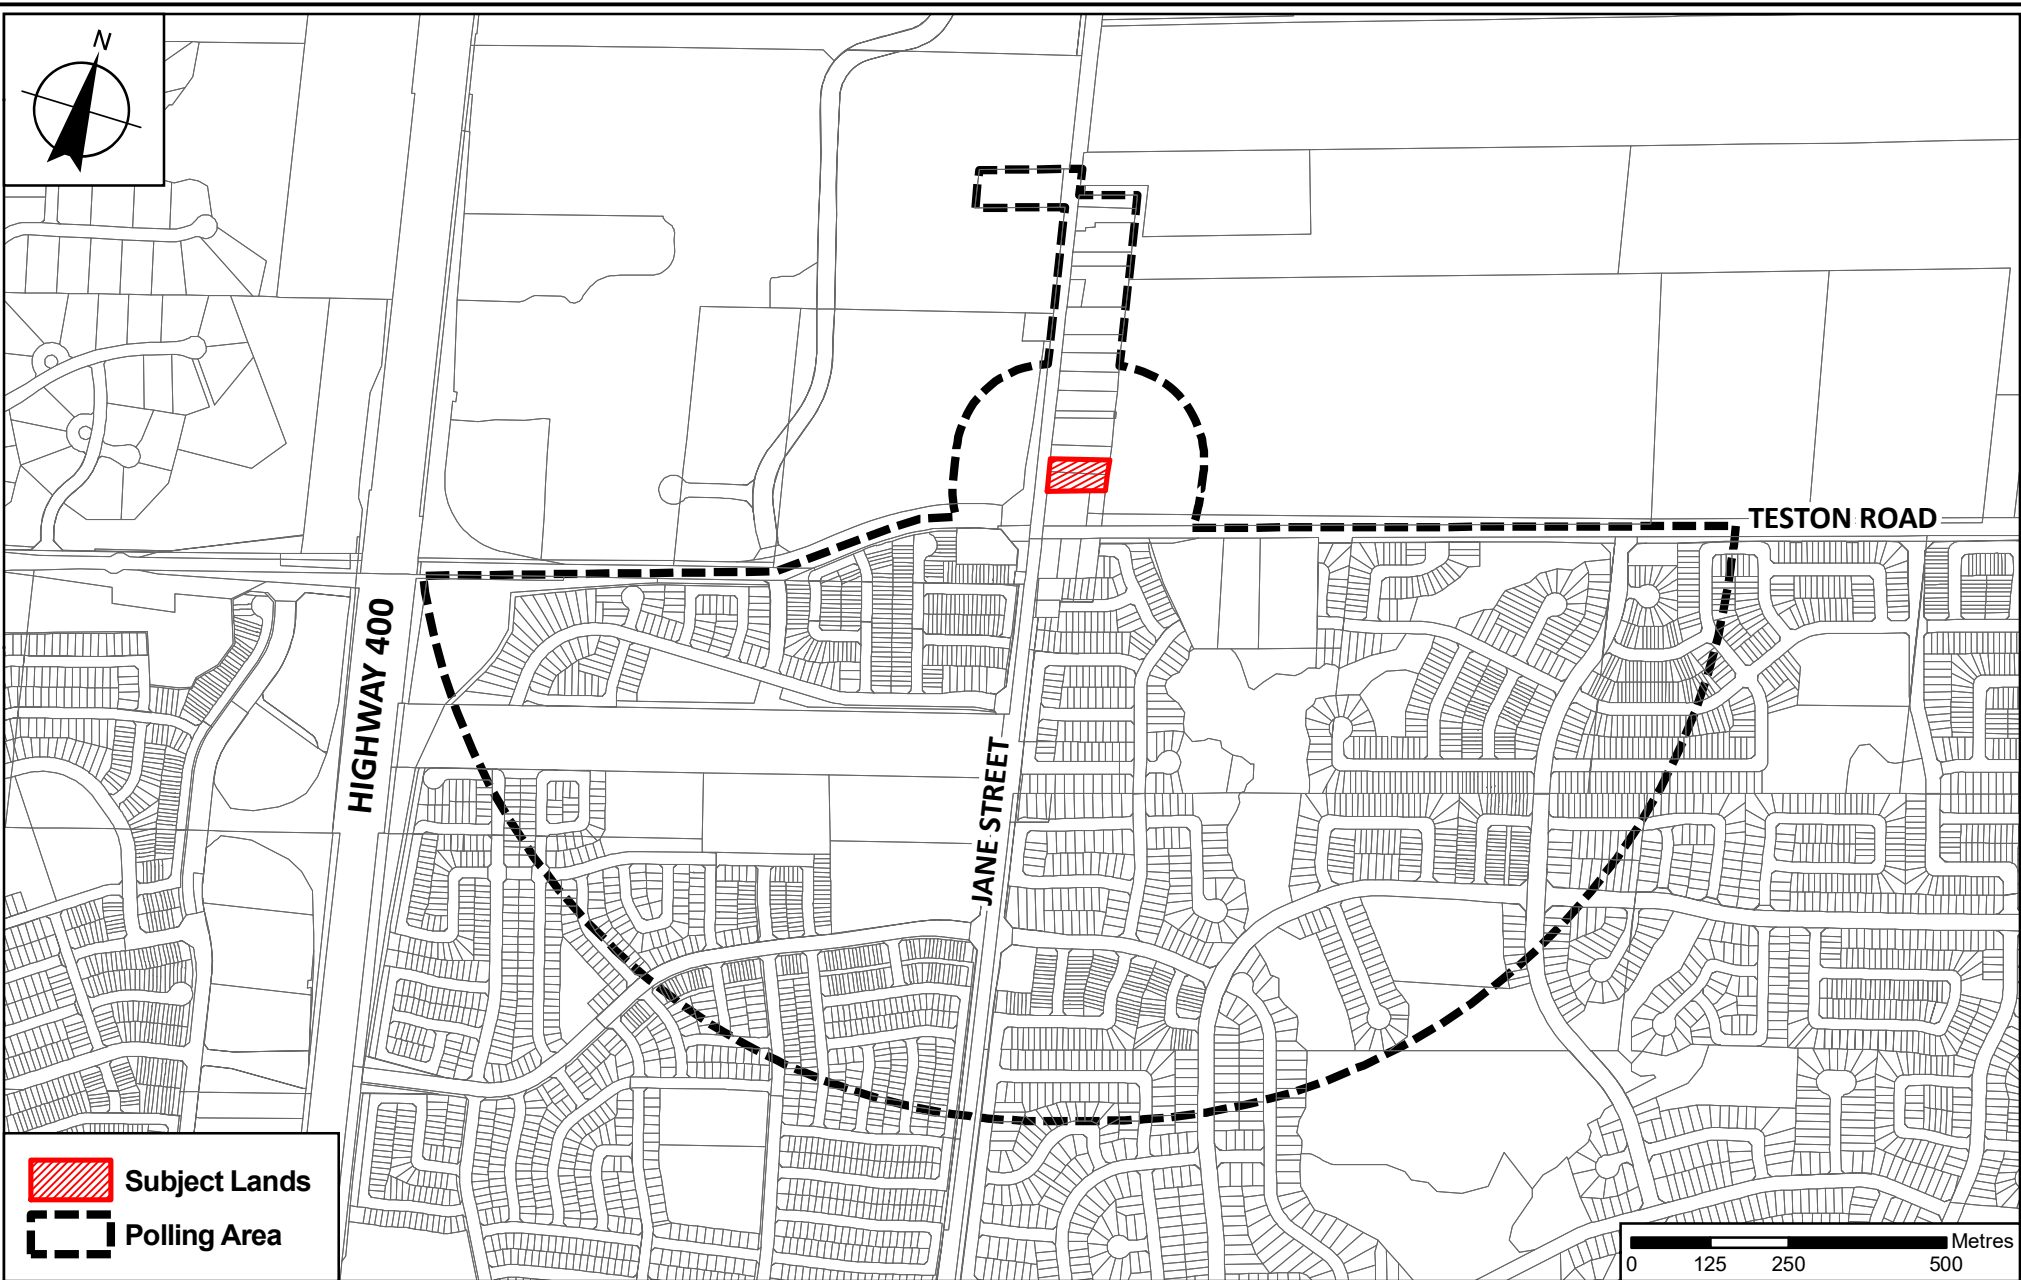 N
TESTON ROAD
HIGHWAY 400
JANE STREET
Subject Lands
Polling Area
Metres
0 125 250 500